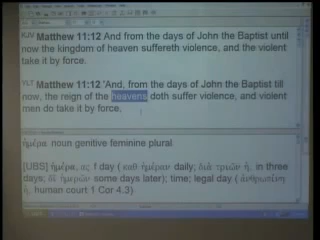 KJV Matthew 11:12 And from the days of John the Baptist until
now the kingdom of heaven suffereth violence, and the violent
take it by force.
YLT Matthew 11:12 'And, from the days of John the Baptist till
now, the reign of the heavens doth suffer violence, and violent
men do take it by force.
ἡμέρα, noun genitive feminine plural
[UBS] ἡμέρα, ας f day ( καθ ἡμέραν daily; διὰ τριῶν ἡ. in three
days; δι ἡμερῶν some days later); time; legal day ( ἀνθρωπίνη
ἡ. human court 1 Cor 4.3)